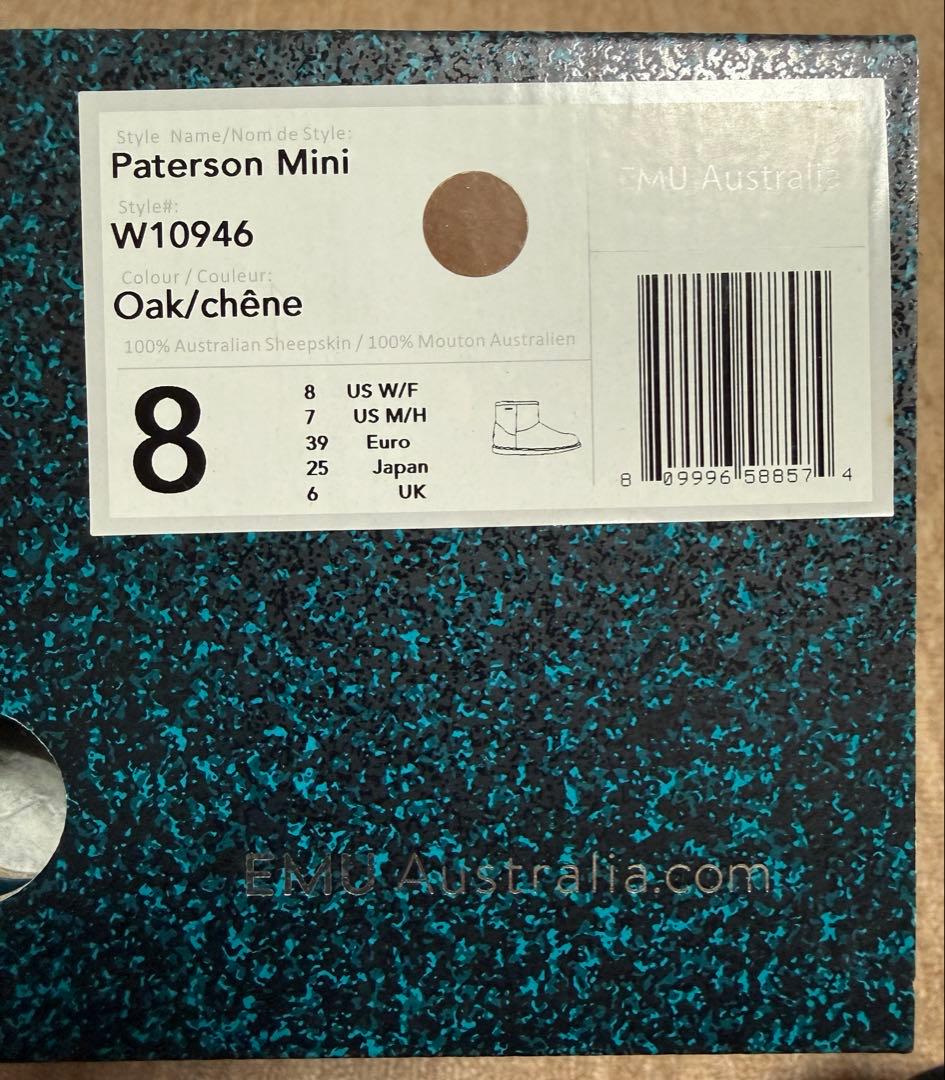 Style Name/Nom de Style:
Paterson Mini
Style#:
W10946
Colour / Couleur:
Oak/chêne
100% Australian Sheepskin / 100% Mouton Australien
8
8 US W/F
7 US M/H
39 Euro
25 Japan
6 UK
EMU Australia
8 09996 58857 4
EMU Australia.com